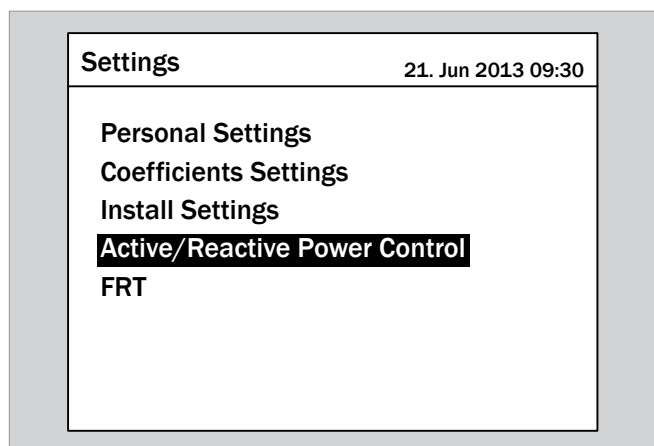 Settings
21. Jun 2013 09:30
Personal Settings
Coefficients Settings
Install Settings
Active/Reactive Power Control
FRT